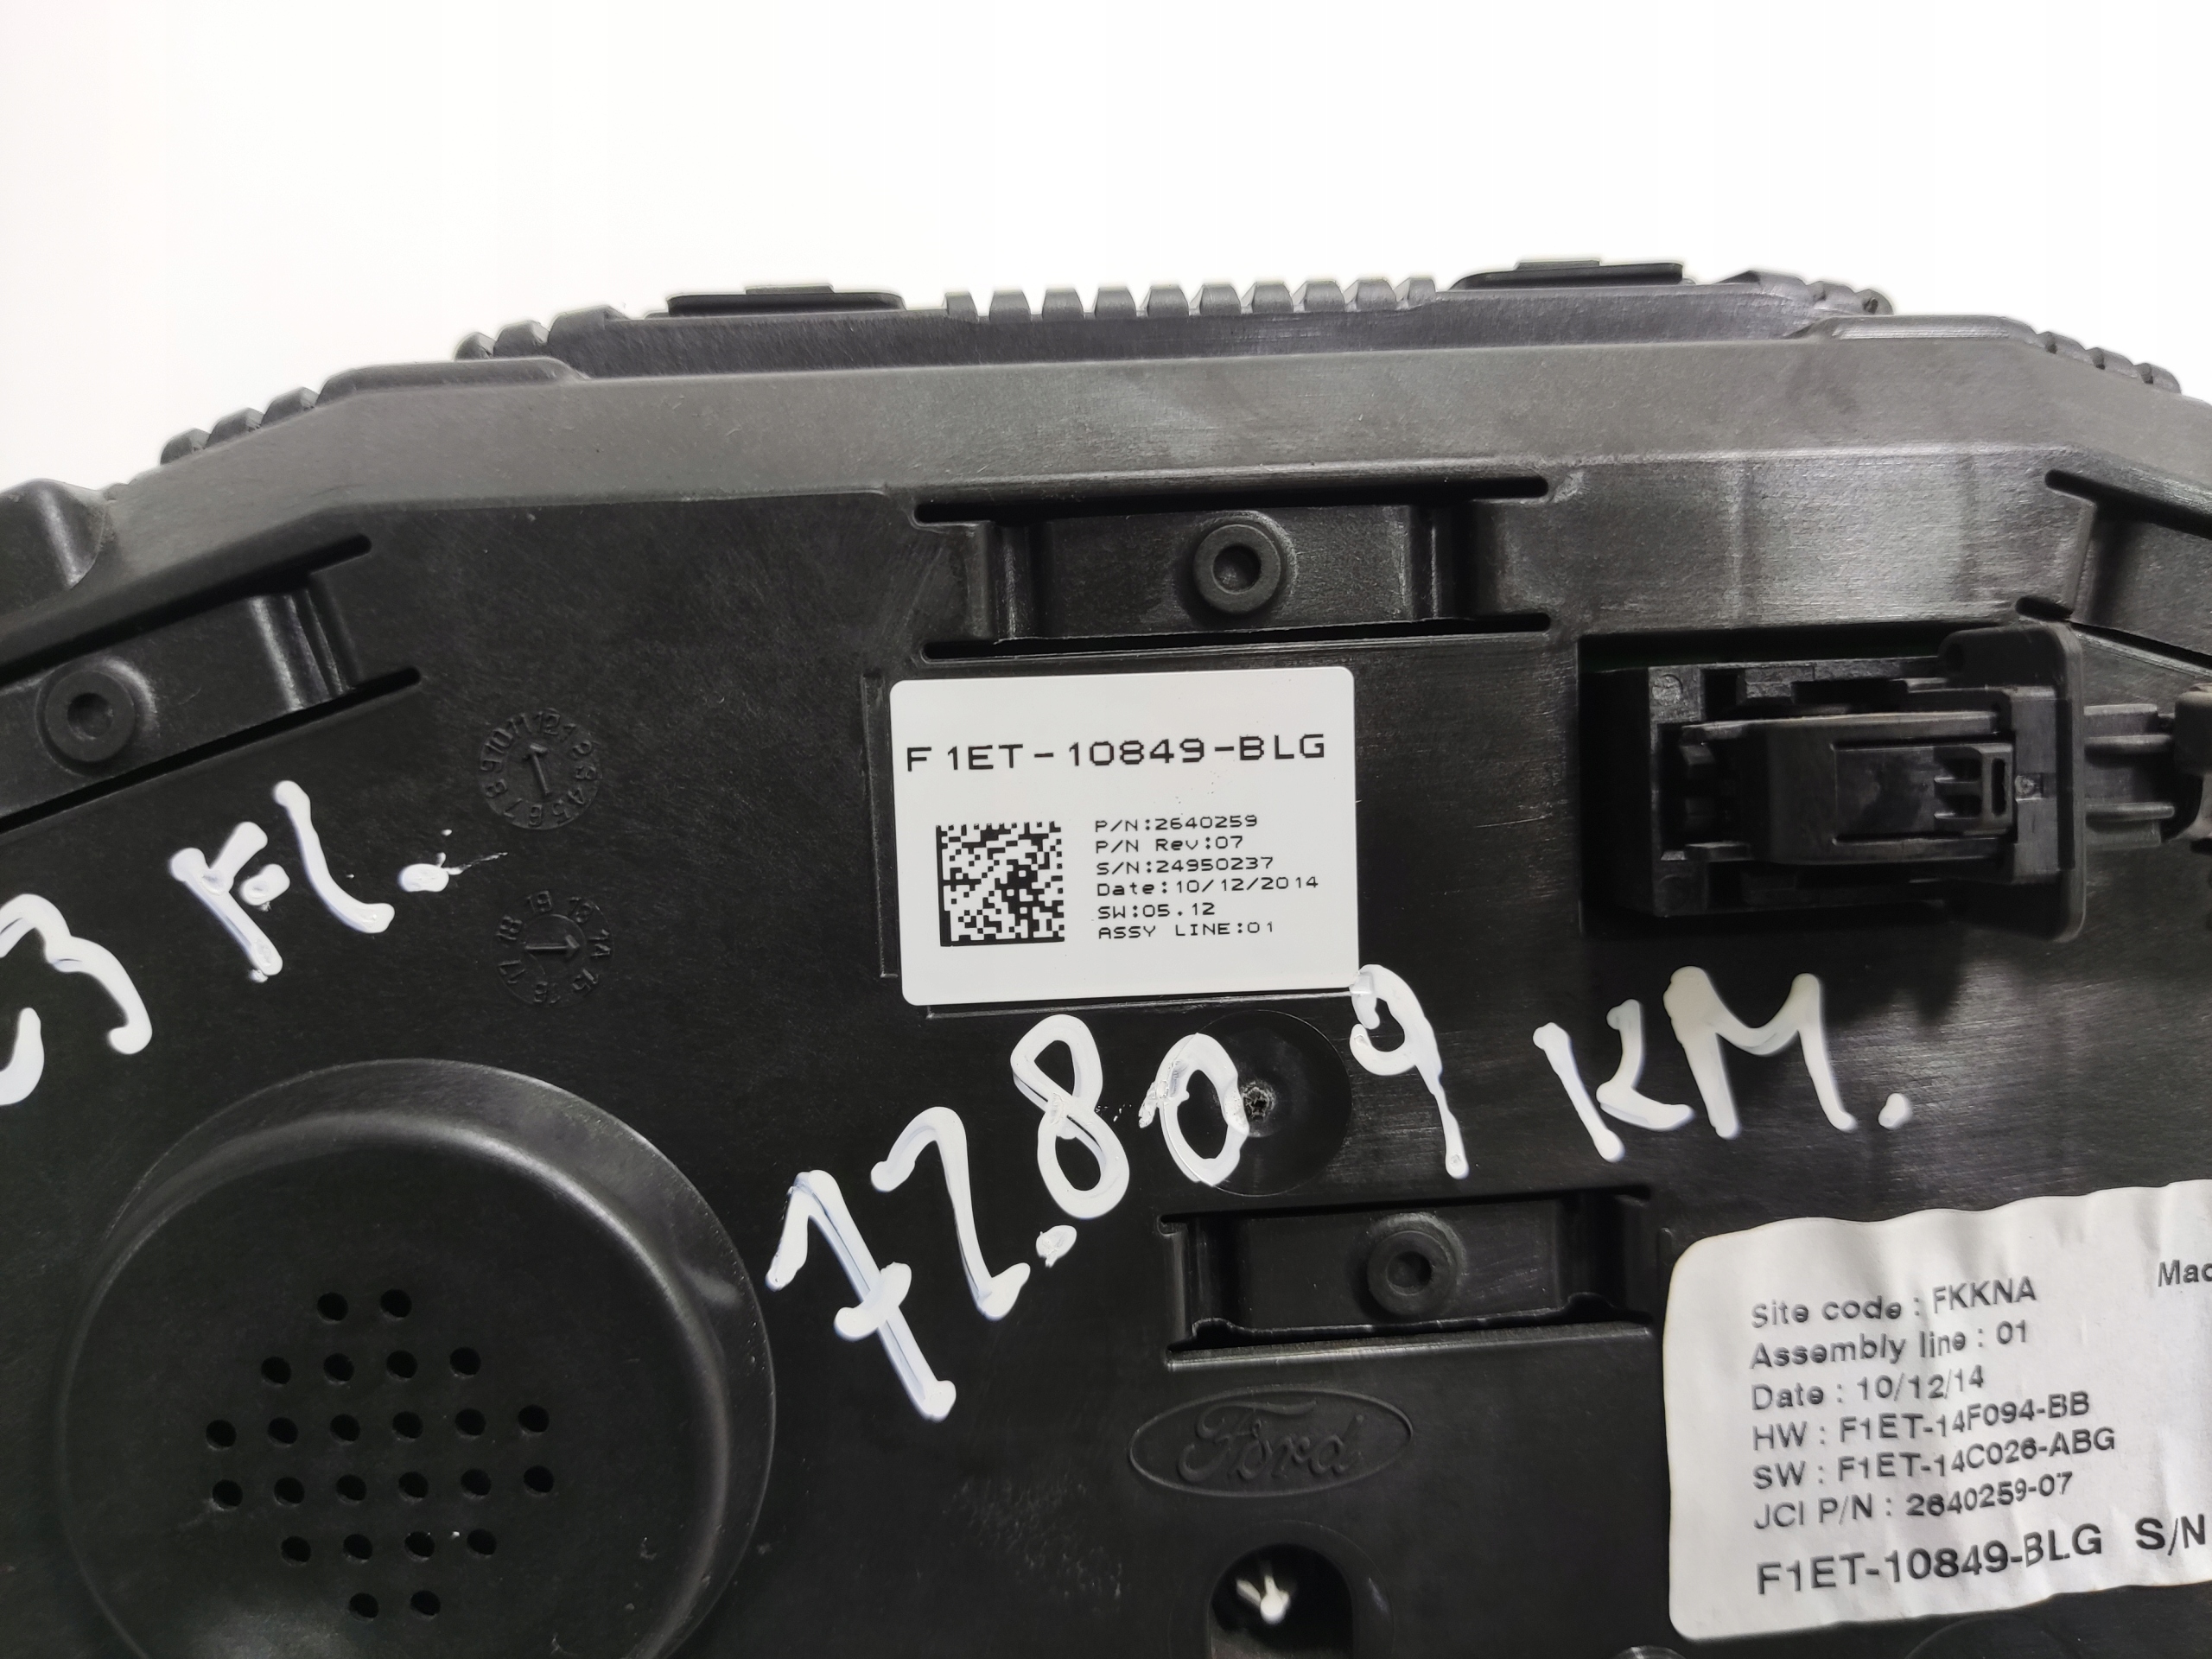 F1ET-10849-BLG
P/N:2640259
P/N Rev:07
S/N:24950237
Date:10/12/2014
SW:05.12
ASSY LINE:01
3 FL.
72.809 KM.
Ford
Site code : FKKNA
Assembly line : 01
Date : 10/12/14
HW : F1ET-14F094-BB
SW : F1ET-14C026-ABG
JCI P/N : 2640259-07
F1ET-10849-BLG S/N